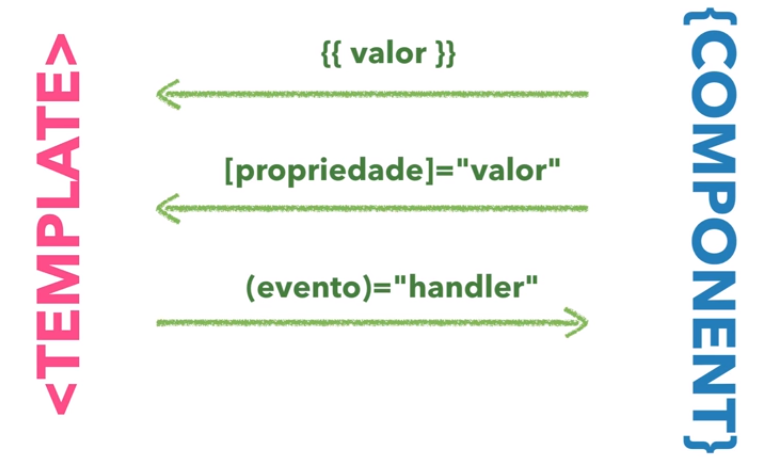 <TEMPLATE>
{{ valor }}
[propriedade]="valor"
(evento)="handler"
{COMPONENT}